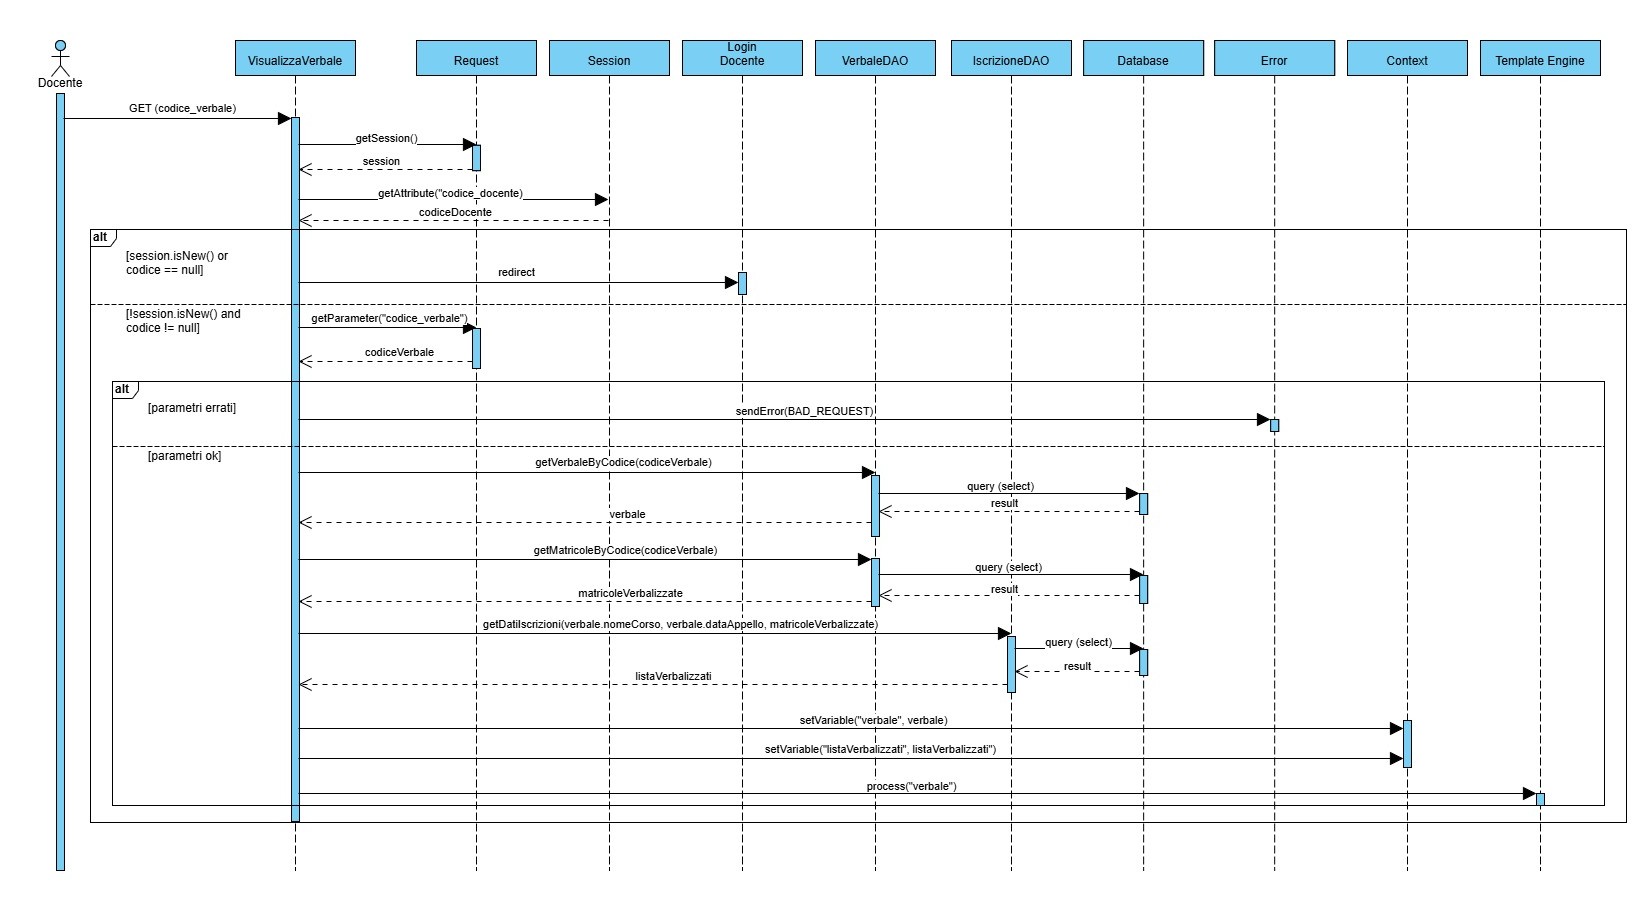 Docente
VisualizzaVerbale
Request
Session
Login
Docente
VerbaleDAO
IscrizioneDAO
Database
Error
Context
Template Engine
GET (codice_verbale)
getSession()
session
getAttribute("codice_docente)
codiceDocente
alt
[session.isNew() or
codice == null]
redirect
[!session.isNew() and
codice != null]
getParameter("codice_verbale")
codiceVerbale
alt
[parametri errati]
sendError(BAD_REQUEST)
[parametri ok]
getVerbaleByCodice(codiceVerbale)
query (select)
result
verbale
getMatricoleByCodice(codiceVerbale)
query (select)
result
matricoleVerbalizzate
getDatiIscrizioni(verbale.nomeCorso, verbale.dataAppello, matricoleVerbalizzate)
query (select)
result
listaVerbalizzati
setVariable("verbale", verbale)
setVariable("listaVerbalizzati", listaVerbalizzati")
process("verbale")